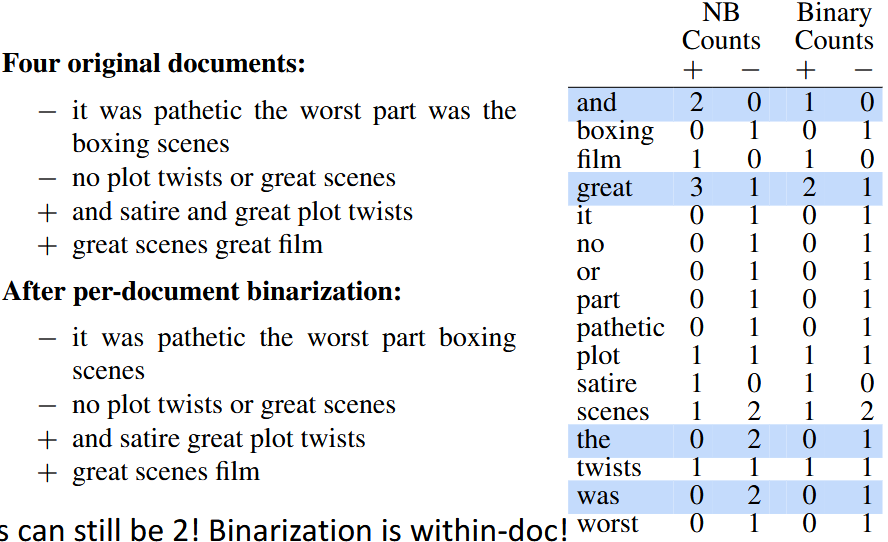 Four original documents:
− it was pathetic the worst part was the
boxing scenes
− no plot twists or great scenes
+ and satire and great plot twists
+ great scenes great film
After per-document binarization:
− it was pathetic the worst part boxing
scenes
− no plot twists or great scenes
+ and satire great plot twists
+ great scenes film
s can still be 2! Binarization is within-doc!
NB Binary
Counts Counts
+ − + −
and 2 0 1 0
boxing 0 1 0 1
film 1 0 1 0
great 3 1 2 1
it 0 1 0 1
no 0 1 0 1
or 0 1 0 1
part 0 1 0 1
pathetic 0 1 0 1
plot 1 1 1 1
satire 1 0 1 0
scenes 1 2 1 2
the 0 2 0 1
twists 1 1 1 1
was 0 2 0 1
worst 0 1 0 1